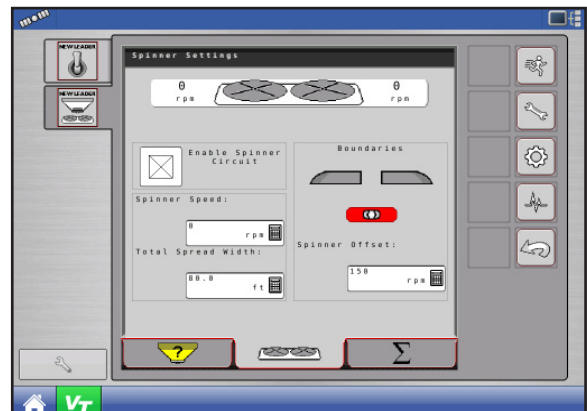 NEW LEADER
Spinner Settings
0
rpm
0
rpm
NEW LEADER
Enable Spinner
Circuit
Boundaries
Spinner Speed:
0
rpm
Total Spread Width:
80.0
ft
Spinner Offset:
150
rpm
?
Σ
VT